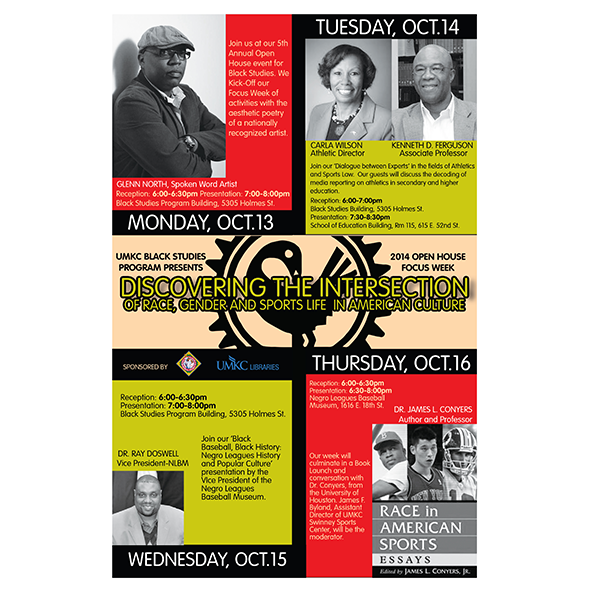 Join us at our 5th
Annual Open
House event for
Black Studies. We
Kick-Off our
Focus Week of
activities with the
aesthetic poetry
of a nationally
recognized artist.
GLENN NORTH, Spoken Word Artist
Reception: 6:00-6:30pm Presentation: 7:00-8:00pm
Black Studies Program Building, 5305 Holmes St.
MONDAY, OCT.13
TUESDAY, OCT.14
CARLA WILSON
Athletic Director
KENNETH D. FERGUSON
Associate Professor
Join our 'Dialogue between Experts' in the fields of Athletics
and Sports Law. Our guests will discuss the decoding of
media reporting on athletics in secondary and higher
education.
Reception: 6:00-7:00pm
Black Studies Building, 5305 Holmes St.
Presentation: 7:30-8:30pm
School of Education Building, Rm 115, 615 E. 52nd St.
UMKC BLACK STUDIES
PROGRAM PRESENTS
2014 OPEN HOUSE
FOCUS WEEK
DISCOVERING THE INTERSECTION
OF RACE, GENDER AND SPORTS LIFE IN AMERICAN CULTURE
SPONSORED BY
UMKC LIBRARIES
Reception: 6:00-6:30pm
Presentation: 7:00-8:00pm
Black Studies Program Building, 5305 Holmes St.
DR. RAY DOSWELL
Vice President-NLBM
Join our 'Black
Baseball, Black History:
Negro Leagues History
and Popular Culture'
presentation by the
Vice President of the
Negro Leagues
Baseball Museum.
WEDNESDAY, OCT.15
THURSDAY, OCT.16
Reception: 6:00-6:30pm
Presentation: 6:30-8:00pm
Negro Leagues Baseball
Museum, 1616 E. 18th St.
DR. JAMES L. CONYERS
Author and Professor
Our week will
culminate in a Book
Launch and
conversation with
Dr. Conyers, from
the University of
Houston. James F.
Byland, Assistant
Director of UMKC
Swinney Sports
Center, will be the
moderator.
RACE in
AMERICAN
SPORTS
ESSAYS
Edited by JAMES L. CONYERS, JR.